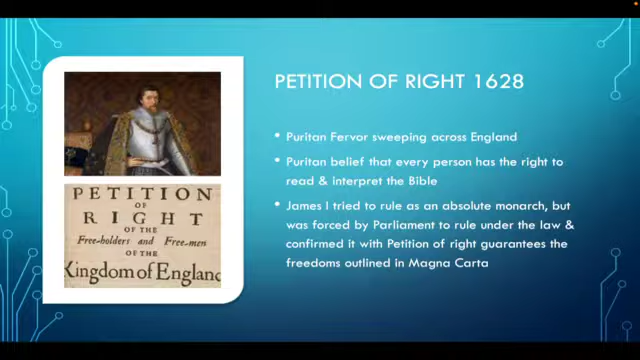 PETITION OF RIGHT 1628
• Puritan Fervor sweeping across England
• Puritan belief that every person has the right to
read & interpret the Bible
• James I tried to rule as an absolute monarch, but
was forced by Parliament to rule under the law &
confirmed it with Petition of right guarantees the
freedoms outlined in Magna Carta
PETITION
OF
RIGHT
OF THE
Free-holders and Free-men
OF THE
Kingdom of England